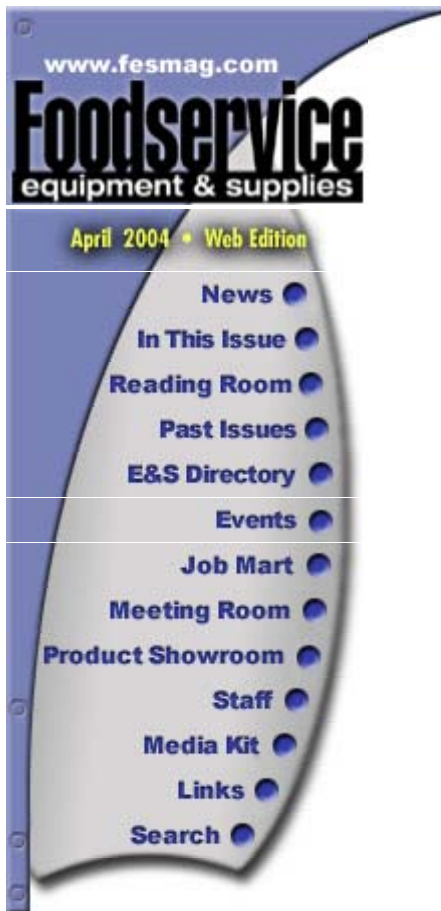 www.fesmag.com
Foodservice
equipment & supplies
April 2004 • Web Edition
News
In This Issue
Reading Room
Past Issues
E&S Directory
Events
Job Mart
Meeting Room
Product Showroom
Staff
Media Kit
Links
Search